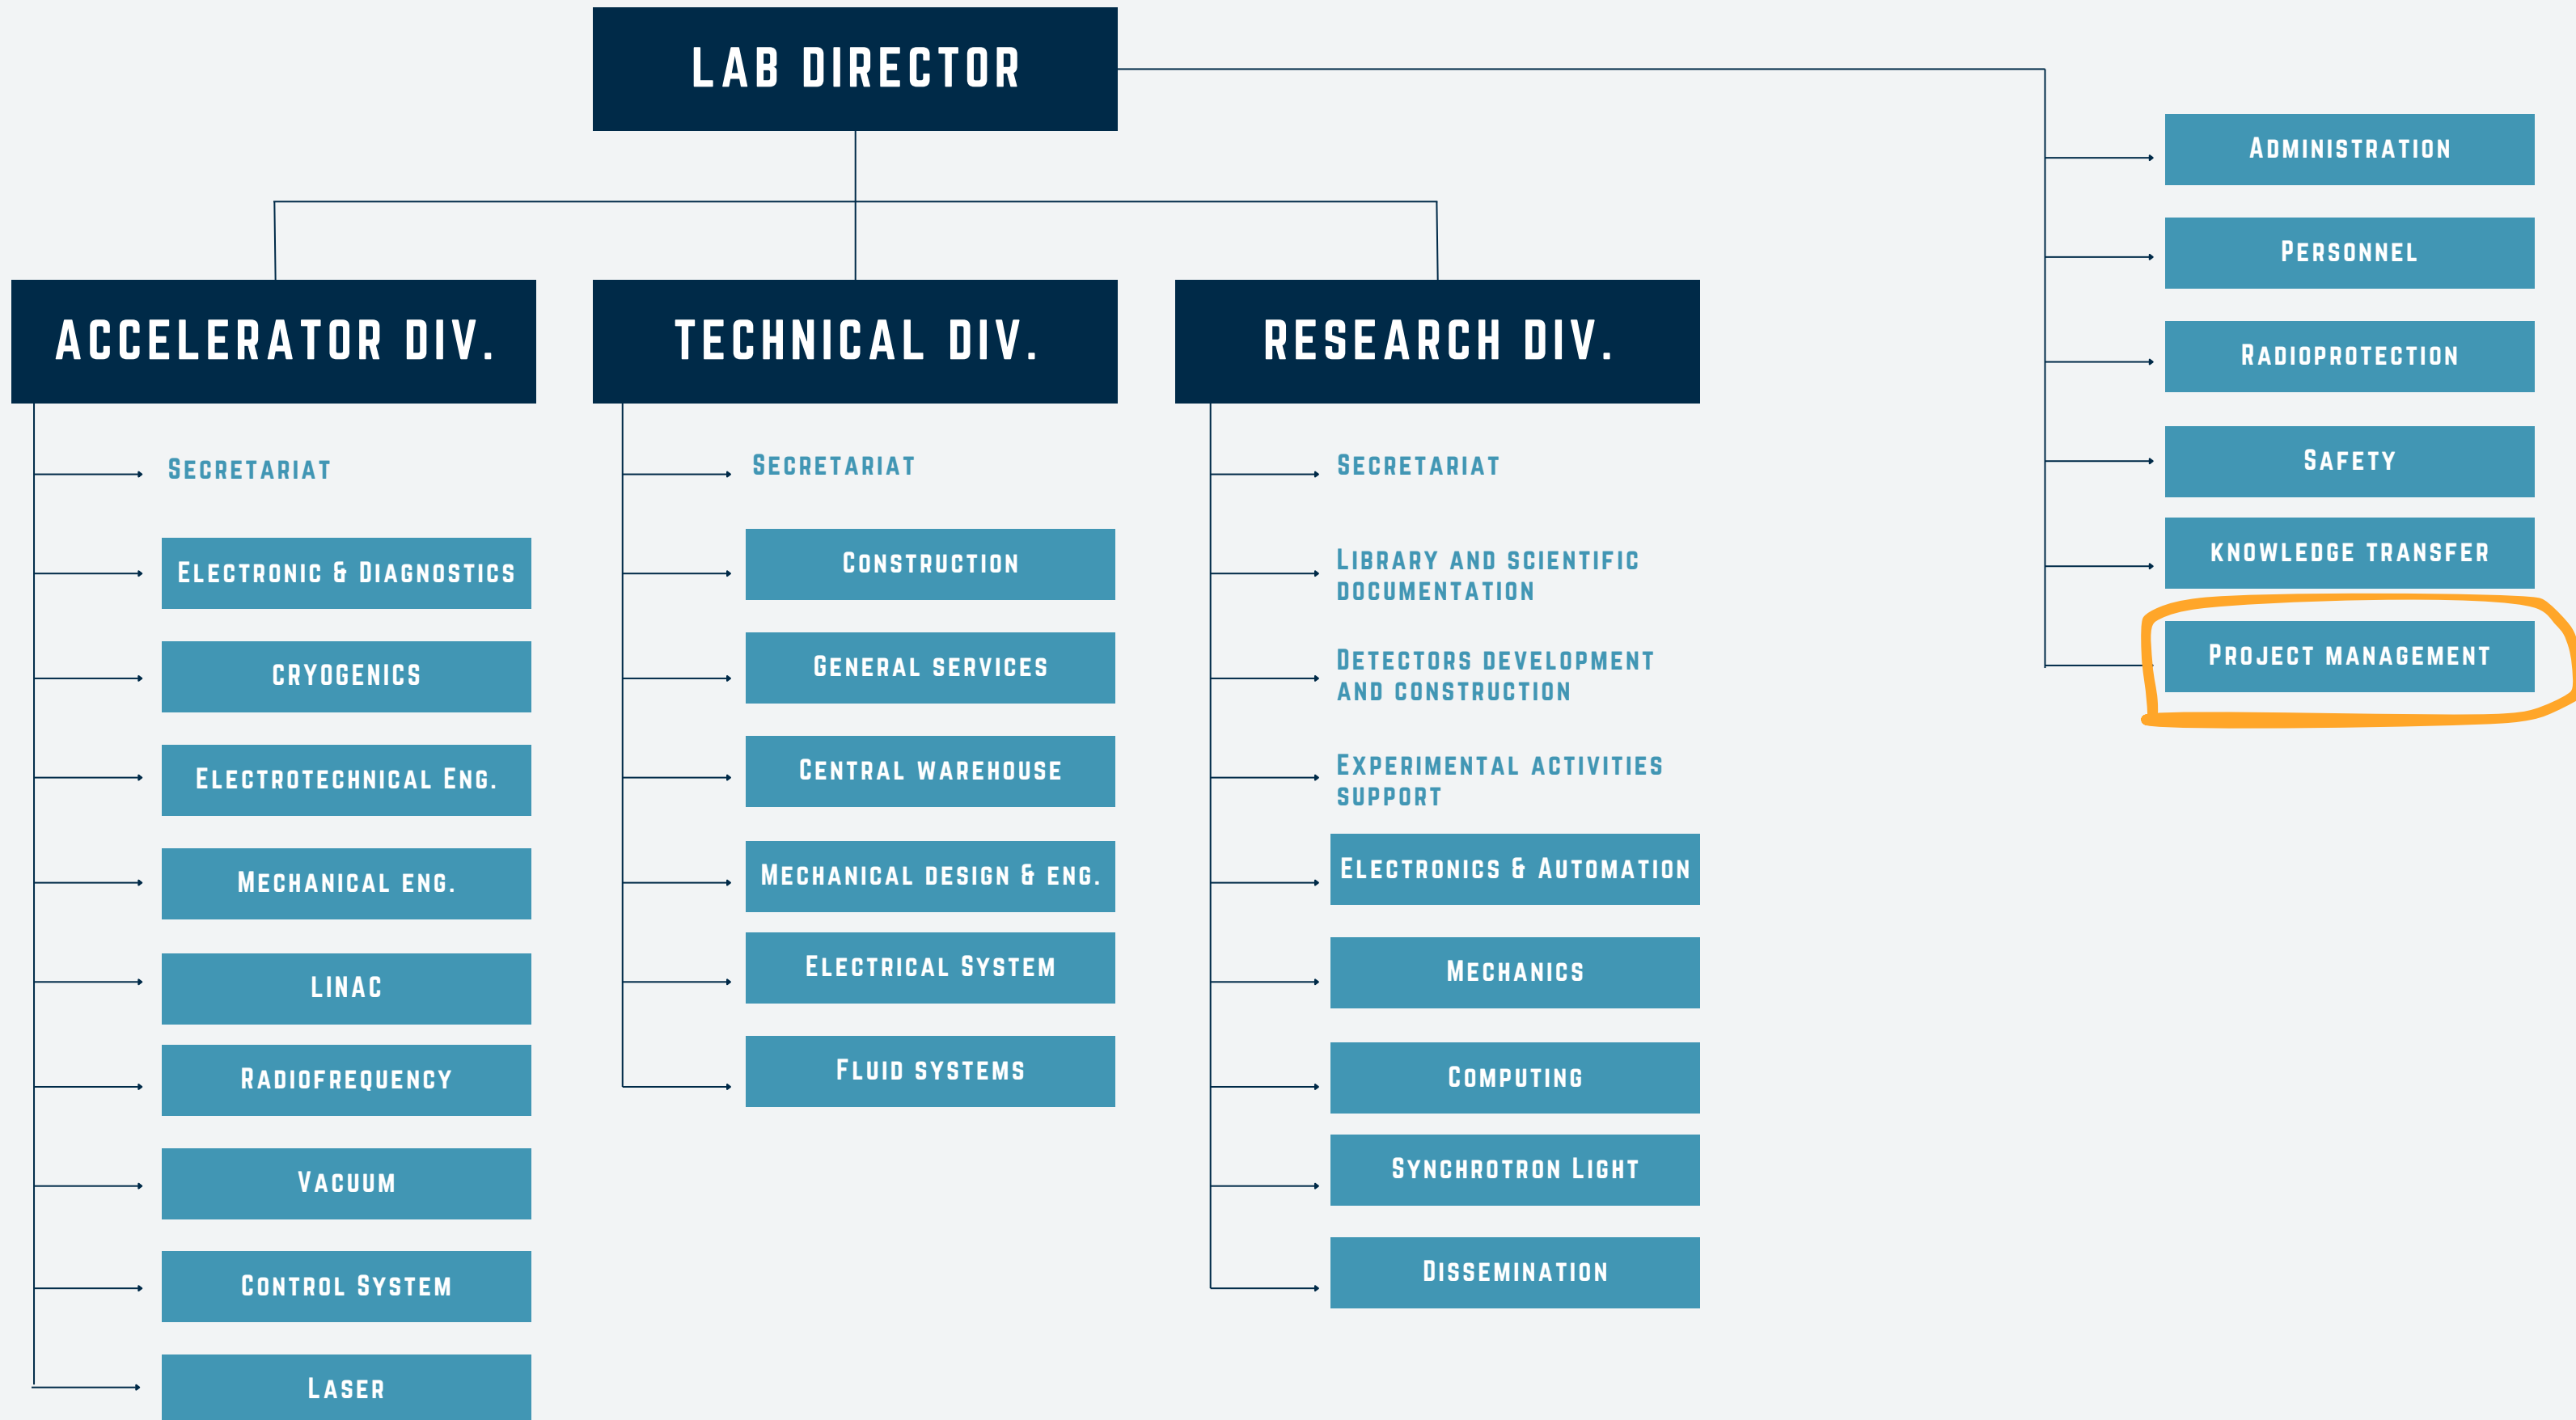 LAB DIRECTOR
ADMINISTRATION
PERSONNEL
RADIOPROTECTION
SAFETY
KNOWLEDGE TRANSFER
PROJECT MANAGEMENT
ACCELERATOR DIV.
SECRETARIAT
ELECTRONIC & DIAGNOSTICS
CRYOGENICS
ELECTROTECHNICAL ENG.
MECHANICAL ENG.
LINAC
RADIOFREQUENCY
VACUUM
CONTROL SYSTEM
LASER
TECHNICAL DIV.
SECRETARIAT
CONSTRUCTION
GENERAL SERVICES
CENTRAL WAREHOUSE
MECHANICAL DESIGN & ENG.
ELECTRICAL SYSTEM
FLUID SYSTEMS
RESEARCH DIV.
SECRETARIAT
LIBRARY AND SCIENTIFIC
DOCUMENTATION
DETECTORS DEVELOPMENT
AND CONSTRUCTION
EXPERIMENTAL ACTIVITIES
SUPPORT
ELECTRONICS & AUTOMATION
MECHANICS
COMPUTING
SYNCHROTRON LIGHT
DISSEMINATION